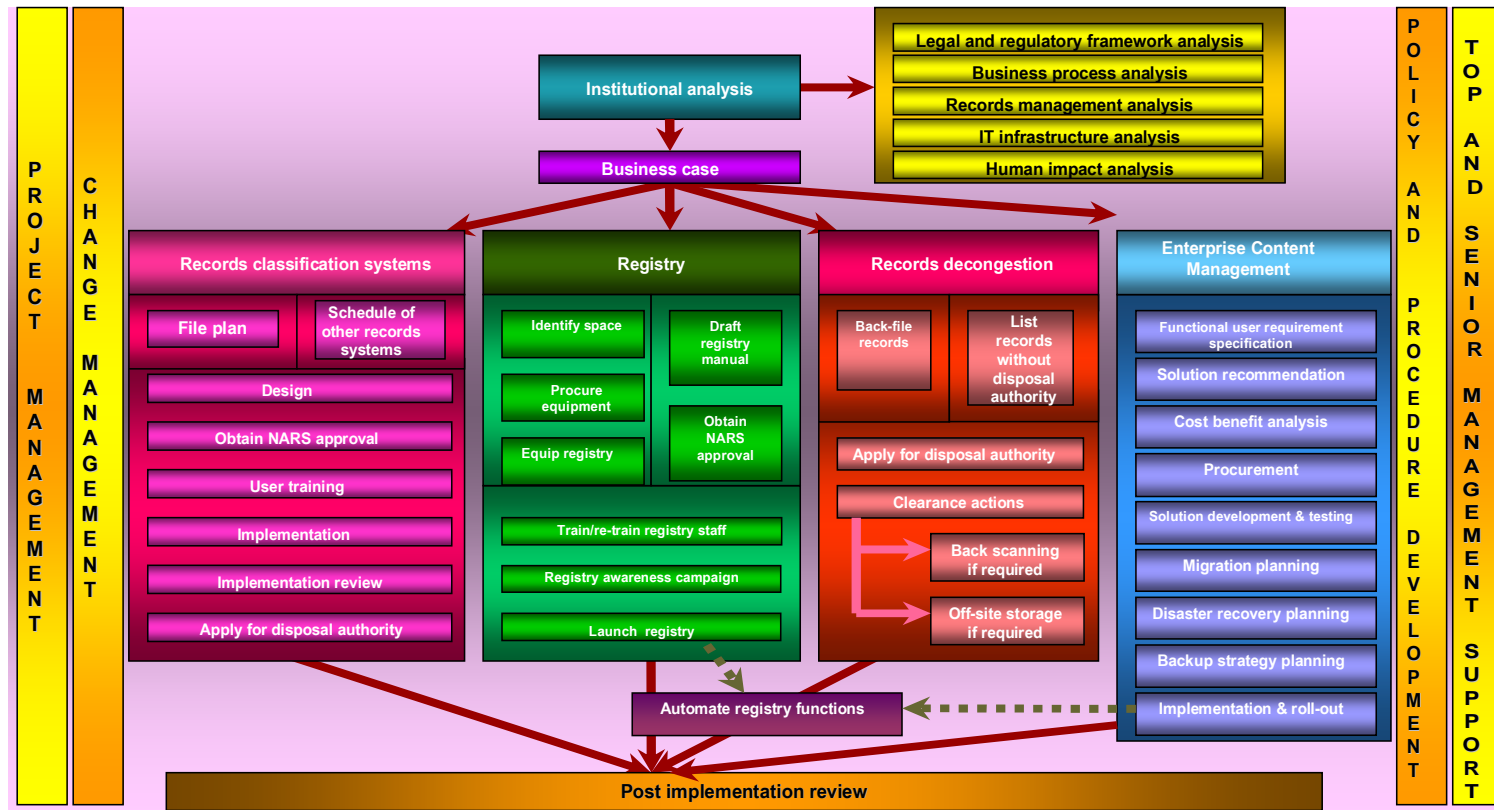 PROJECT MANAGEMENT
CHANGE MANAGEMENT
Institutional analysis
Legal and regulatory framework analysis
Business process analysis
Records management analysis
IT infrastructure analysis
Human impact analysis
Business case
Records classification systems
File plan
Schedule of
other records
systems
Design
Obtain NARS approval
User training
Implementation
Implementation review
Apply for disposal authority
Registry
Identify space
Procure
equipment
Equip registry
Draft
registry
manual
Obtain
NARS
approval
Train/re-train registry staff
Registry awareness campaign
Launch registry
Records decongestion
Back-file
records
List
records
without
disposal
authority
Apply for disposal authority
Clearance actions
Back scanning
if required
Off-site storage
if required
Enterprise Content
Management
Functional user requirement
specification
Solution recommendation
Cost benefit analysis
Procurement
Solution development & testing
Migration planning
Disaster recovery planning
Backup strategy planning
Implementation & roll-out
Automate registry functions
Post implementation review
POLICY AND PROCEDURE DEVELOPMENT
TOP AND SENIOR MANAGEMENT SUPPORT